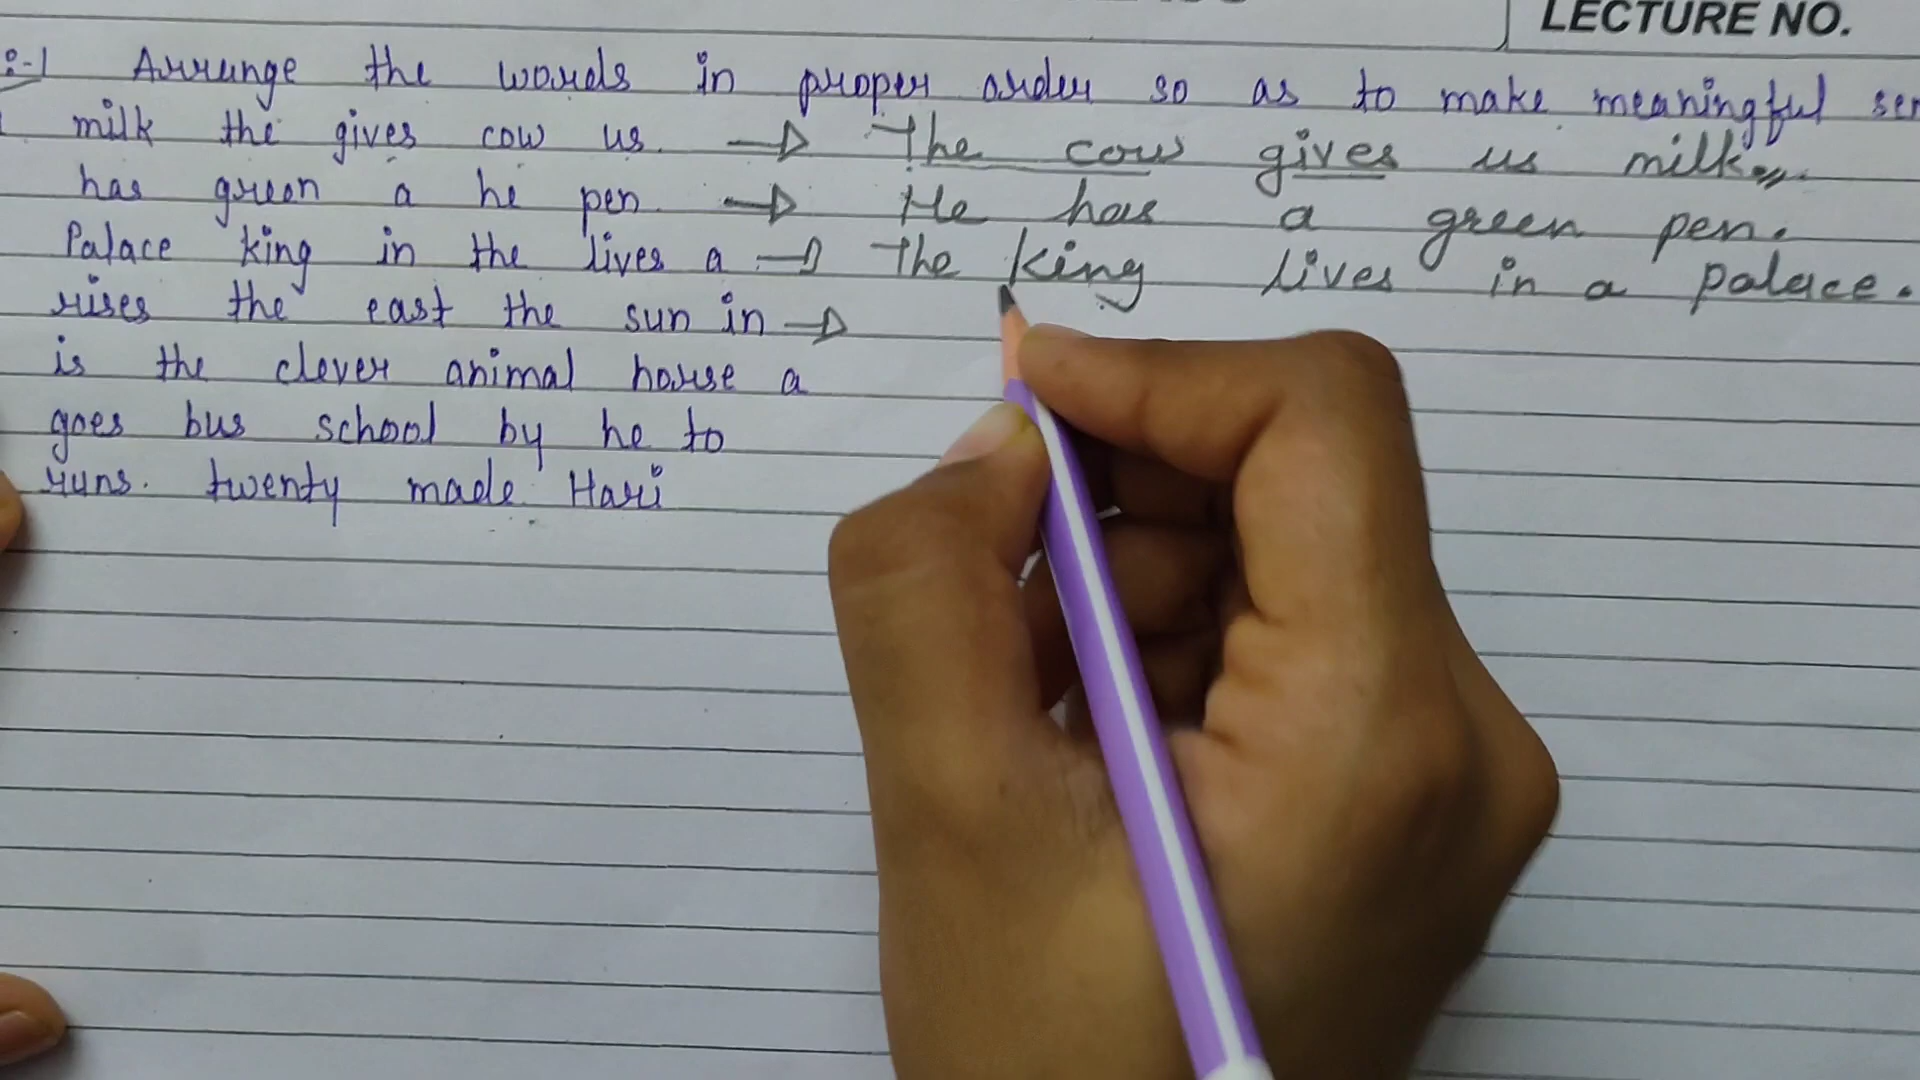 LECTURE NO.
:-1 Arrange the words in proper order so as to make meaningful sen
milk the gives cow us. → The cow gives us milk.
has green a he pen. → He has a green pen.
Palace king in the lives a → The king lives in a palace.
rises the east the sun in →
is the clever animal horse a
goes bus school by he to
runs. twenty made Hari